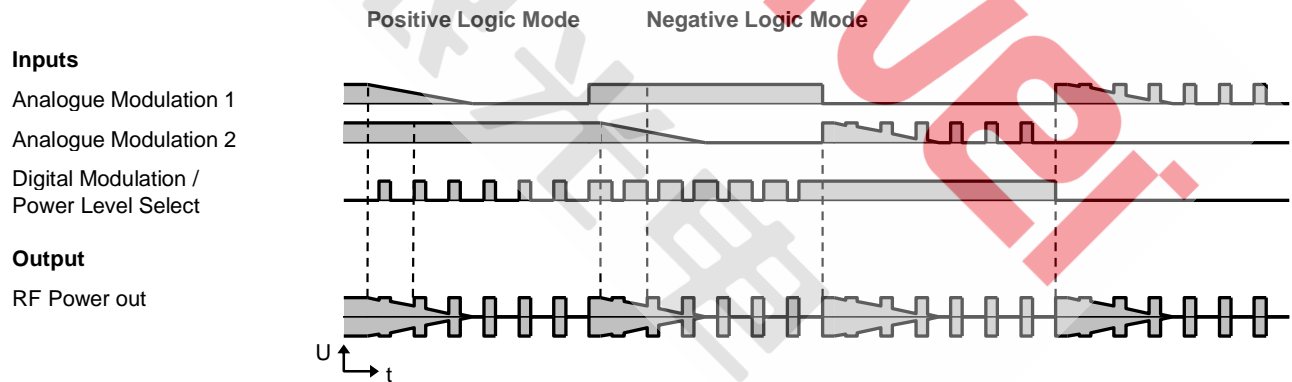 Positive Logic Mode Negative Logic Mode
Inputs
Analogue Modulation 1
Analogue Modulation 2
Digital Modulation /
Power Level Select
Output
RF Power out
U
t